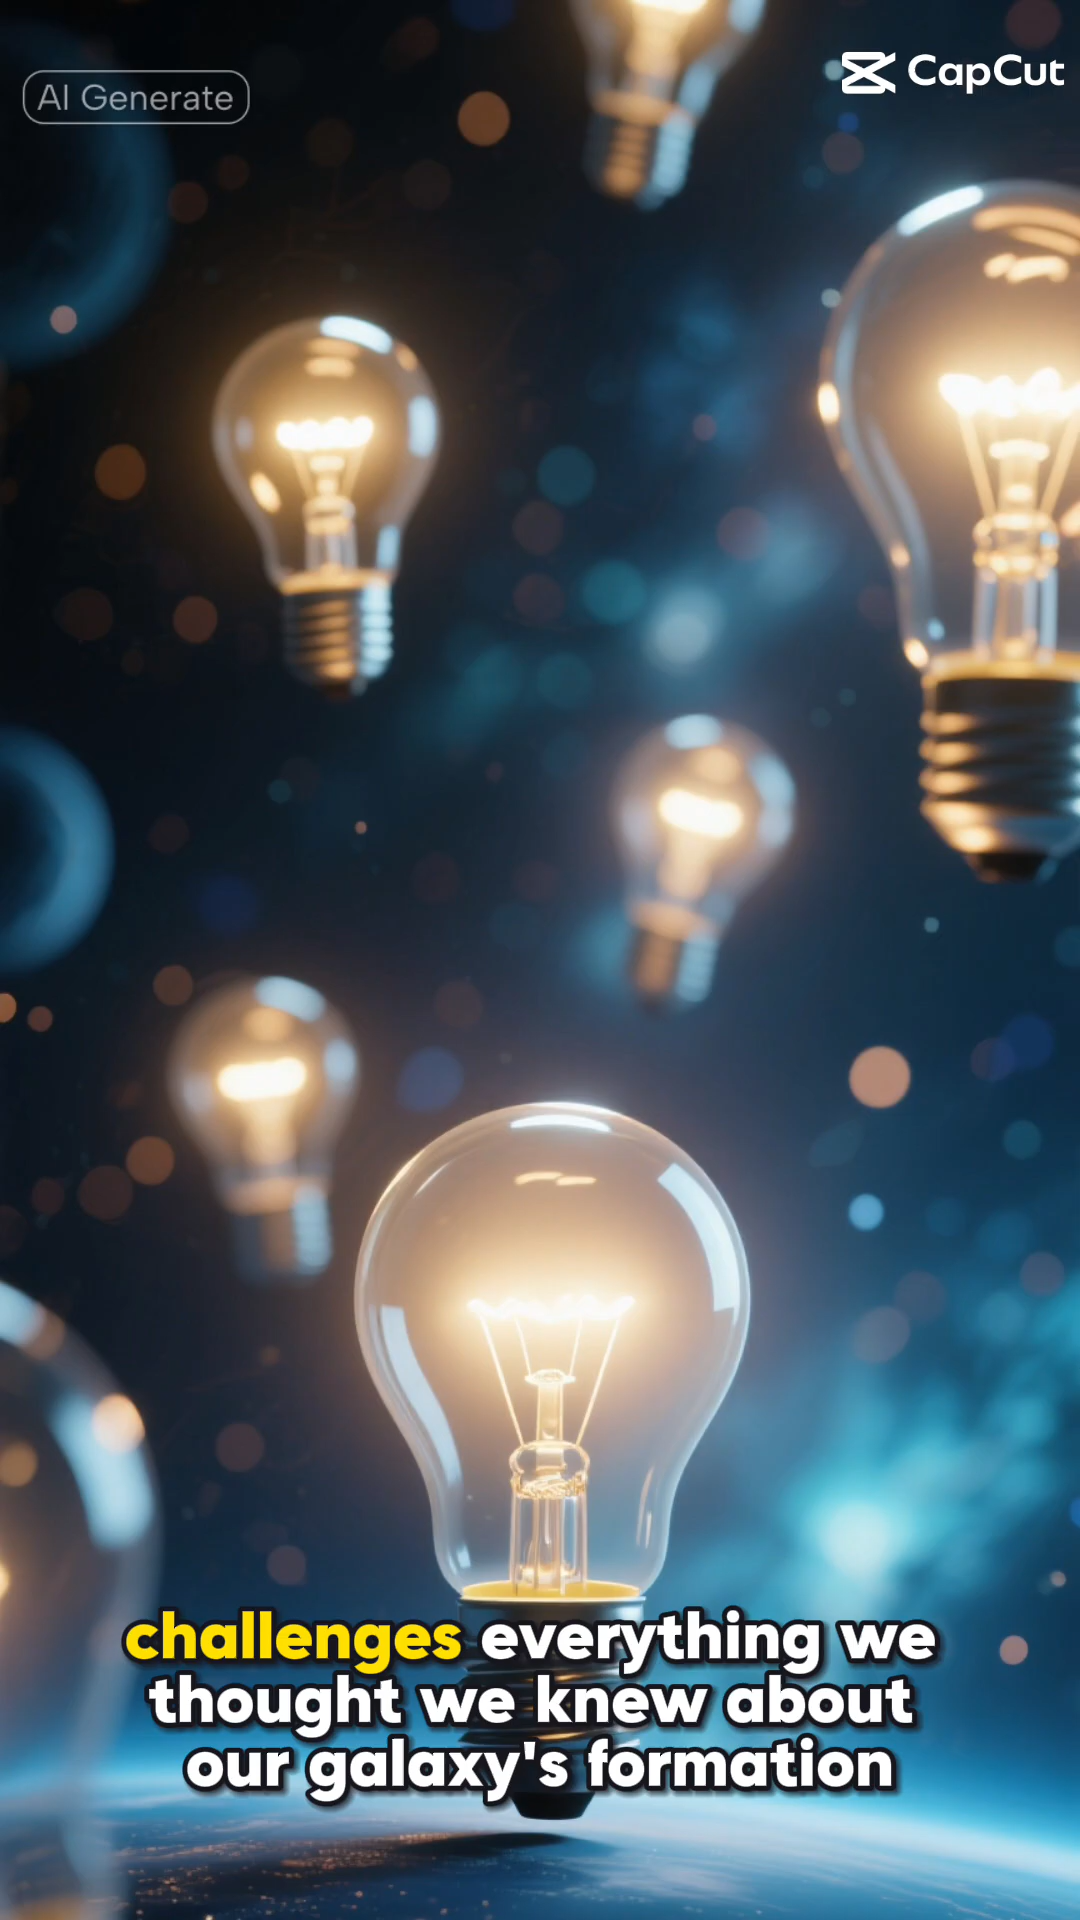 AI Generate
CapCut
challenges everything we
thought we knew about
our galaxy's formation